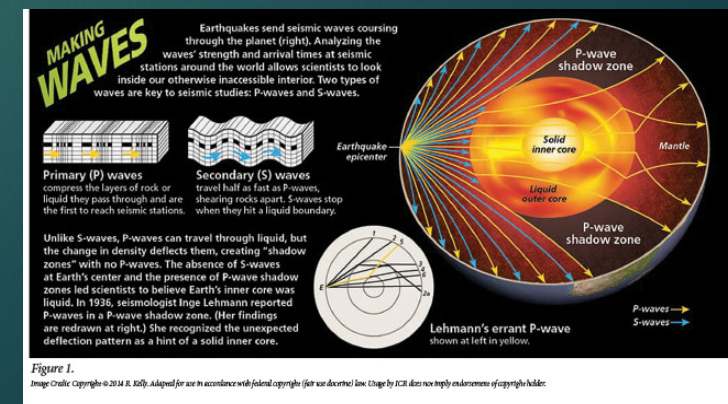 MAKING
WAVES
Earthquakes send seismic waves coursing
through the planet (right). Analyzing the
waves' strength and arrival times at seismic
stations around the world allows scientists to look
inside our otherwise inaccessible interior. Two types of
waves are key to seismic studies: P-waves and S-waves.
Primary (P) waves
compress the layers of rock or
liquid they pass through and are
the first to reach seismic stations.
Secondary (S) waves
travel half as fast as P-waves,
shearing rocks apart. S-waves stop
when they hit a liquid boundary.
Earthquake
epicenter
P-wave
shadow zone
Solid
inner core
Mantle
Liquid
outer core
P-wave
shadow zone
P-waves
S-waves
Unlike S-waves, P-waves can travel through liquid, but
the change in density deflects them, creating "shadow
zones" with no P-waves. The absence of S-waves
at Earth's center and the presence of P-wave shadow
zones led scientists to believe Earth's inner core was
liquid. In 1936, seismologist Inge Lehmann reported
P-waves in a P-wave shadow zone. (Her findings
are redrawn at right.) She recognized the unexpected
deflection pattern as a hint of a solid inner core.
E
1
2
5
3
4
6
2a
Lehmann's errant P-wave
shown at left in yellow.
Figure 1.
Image Credit: Copyright © 2014 R. Kelly. Adapted for use in accordance with federal copyright (fair use doctrine) law. Usage by ICR does not imply endorsement of copyright holder.